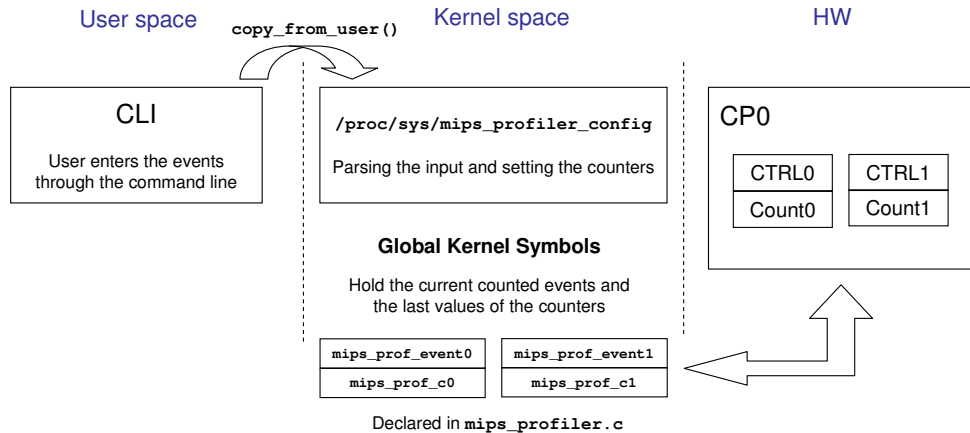 User space
Kernel space
HW
copy_from_user()
CLI
User enters the events
through the command line
/proc/sys/mips_profiler_config
Parsing the input and setting the counters
CP0
CTRL0
Count0
CTRL1
Count1
Global Kernel Symbols
Hold the current counted events and
the last values of the counters
mips_prof_event0
mips_prof_c0
mips_prof_event1
mips_prof_c1
Declared in mips_profiler.c